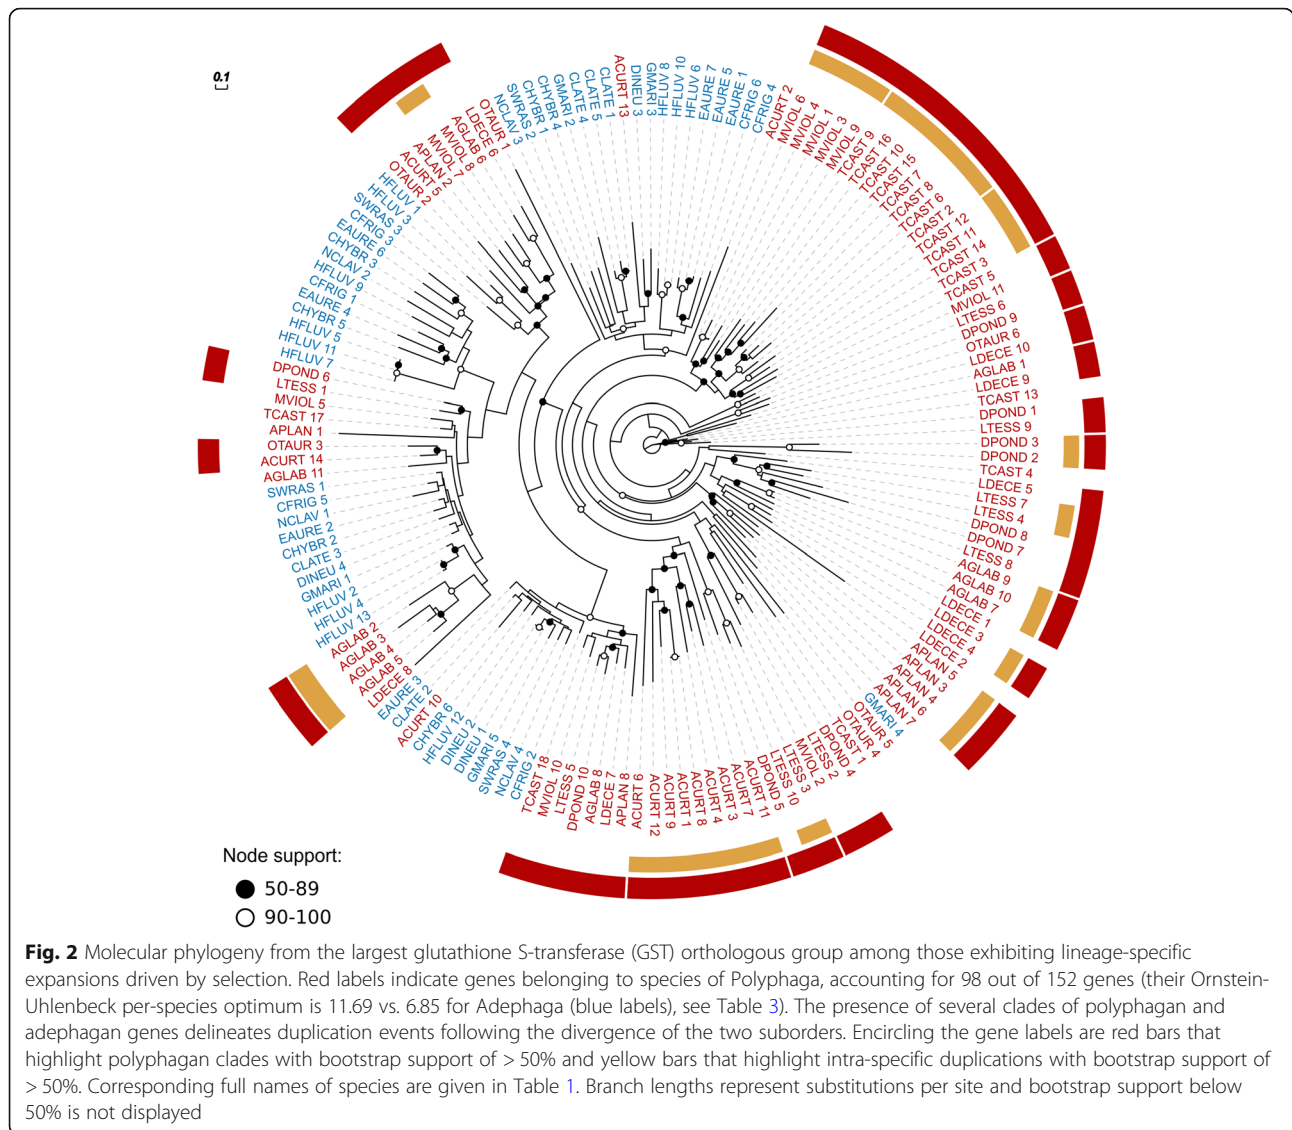 0.1
OTAUR 1
NCLAV 3
SWRAS 2
CHYBR 1
CHYBR 4
GMARI 2
CLATE 4
CLATE 5
CLATE 1
ACURT 13
DINEU 3
GMARI 3
HFLUV 8
HFLUV 10
HFLUV 6
EAURE 7
EAURE 5
EAURE 1
CFRIG 6
CFRIG 4
ACURT 2
MVIOL 6
MVIOL 4
MVIOL 1
MVIOL 3
MVIOL 9
TCAST 9
TCAST 16
TCAST 10
TCAST 15
TCAST 7
TCAST 8
TCAST 6
TCAST 2
TCAST 12
TCAST 11
TCAST 14
TCAST 3
TCAST 5
MVIOL 11
LTESS 6
DPOND 9
OTAUR 6
LDECE 10
AGLAB 1
LDECE 9
TCAST 13
DPOND 1
LTESS 9
DPOND 3
DPOND 2
TCAST 4
LDECE 5
LTESS 7
LTESS 4
DPOND 8
DPOND 7
LTESS 8
AGLAB 9
AGLAB 10
AGLAB 7
LDECE 1
LDECE 3
LDECE 4
LDECE 2
APLAN 5
APLAN 3
APLAN 4
APLAN 6
APLAN 7
GMARI 4
OTAUR 5
OTAUR 4
TCAST 1
DPOND 4
LTESS 2
MVIOL 2
LTESS 3
LTESS 10
DPOND 5
ACURT 11
ACURT 7
ACURT 3
ACURT 4
ACURT 8
ACURT 1
ACURT 9
ACURT 12
ACURT 6
APLAN 8
LDECE 7
AGLAB 8
DPOND 10
LTESS 5
MVIOL 10
TCAST 18
CFRIG 2
NCLAV 4
SWRAS 4
GMARI 5
DINEU 1
DINEU 2
HFLUV 12
CHYBR 6
ACURT 10
CLATE 2
EAURE 3
LDECE 8
AGLAB 5
AGLAB 4
AGLAB 3
AGLAB 2
HFLUV 13
HFLUV 4
HFLUV 2
GMARI 1
DINEU 4
CLATE 3
CHYBR 2
EAURE 2
NCLAV 1
CFRIG 5
SWRAS 1
AGLAB 11
ACURT 14
OTAUR 3
APLAN 1
TCAST 17
MVIOL 5
LTESS 1
DPOND 6
HFLUV 7
HFLUV 11
HFLUV 5
CHYBR 5
EAURE 4
CFRIG 1
HFLUV 9
NCLAV 2
CHYBR 3
EAURE 6
CFRIG 3
SWRAS 3
HFLUV 3
HFLUV 1
OTAUR 2
ACURT 5
APLAN 2
MVIOL 7
MVIOL 8
AGLAB 6
LDECE 6
Node support:
50-89
90-100
Fig. 2 Molecular phylogeny from the largest glutathione S-transferase (GST) orthologous group among those exhibiting lineage-specific
expansions driven by selection. Red labels indicate genes belonging to species of Polyphaga, accounting for 98 out of 152 genes (their Ornstein-
Uhlenbeck per-species optimum is 11.69 vs. 6.85 for Adephaga (blue labels), see Table 3). The presence of several clades of polyphagan and
adephagan genes delineates duplication events following the divergence of the two suborders. Encircling the gene labels are red bars that
highlight polyphagan clades with bootstrap support of > 50% and yellow bars that highlight intra-specific duplications with bootstrap support of
> 50%. Corresponding full names of species are given in Table 1. Branch lengths represent substitutions per site and bootstrap support below
50% is not displayed